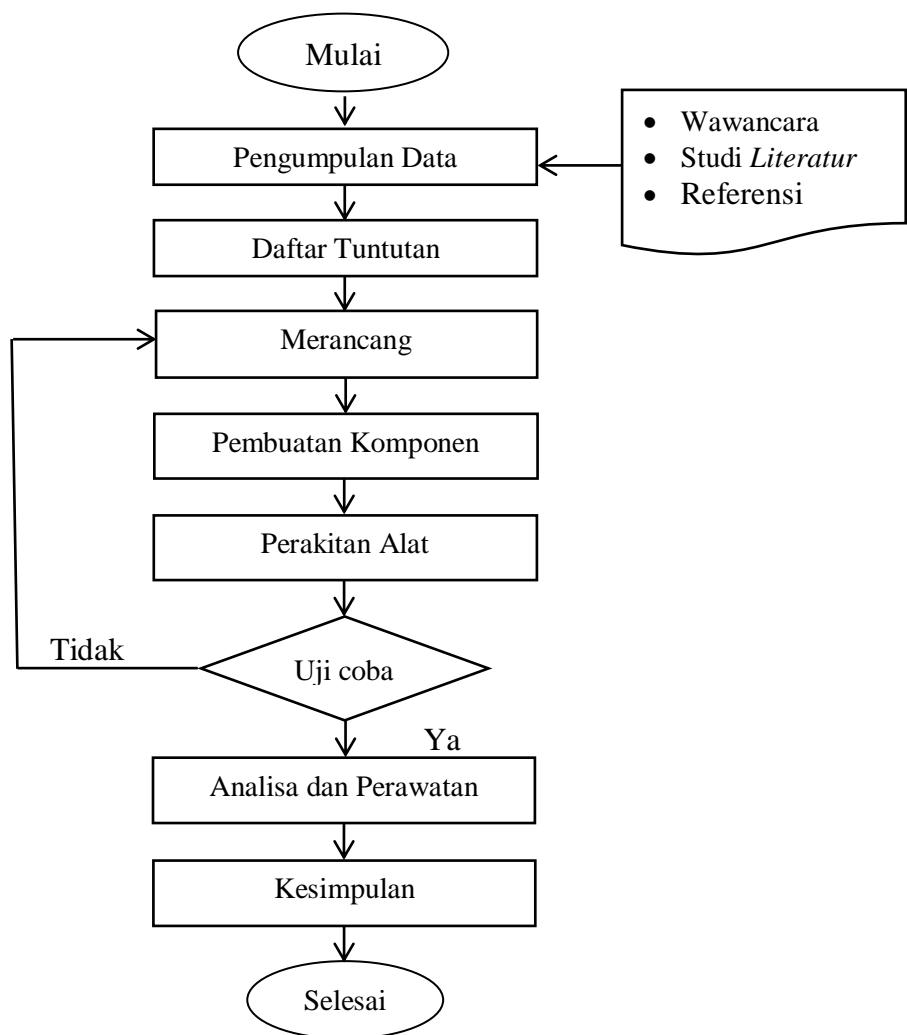 Mulai
Pengumpulan Data
• Wawancara
• Studi Literatur
• Referensi
Daftar Tuntutan
Merancang
Pembuatan Komponen
Perakitan Alat
Tidak
Uji coba
Ya
Analisa dan Perawatan
Kesimpulan
Selesai